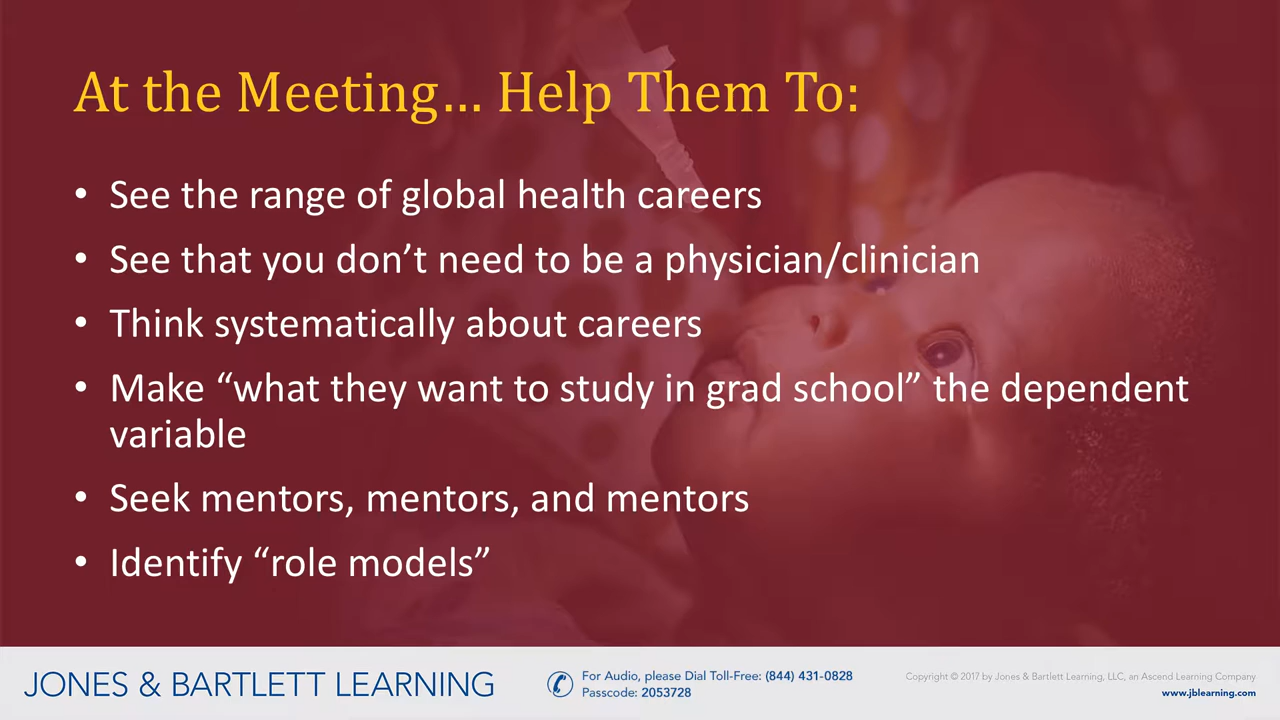 At the Meeting... Help Them To:
• See the range of global health careers
• See that you don’t need to be a physician/clinician
• Think systematically about careers
• Make “what they want to study in grad school” the dependent
variable
• Seek mentors, mentors, and mentors
• Identify “role models”
JONES & BARTLETT LEARNING
For Audio, please Dial Toll-Free: (844) 431-0828
Passcode: 2053728
Copyright © 2017 by Jones & Bartlett Learning, LLC, an Ascend Learning Company
www.jblearning.com